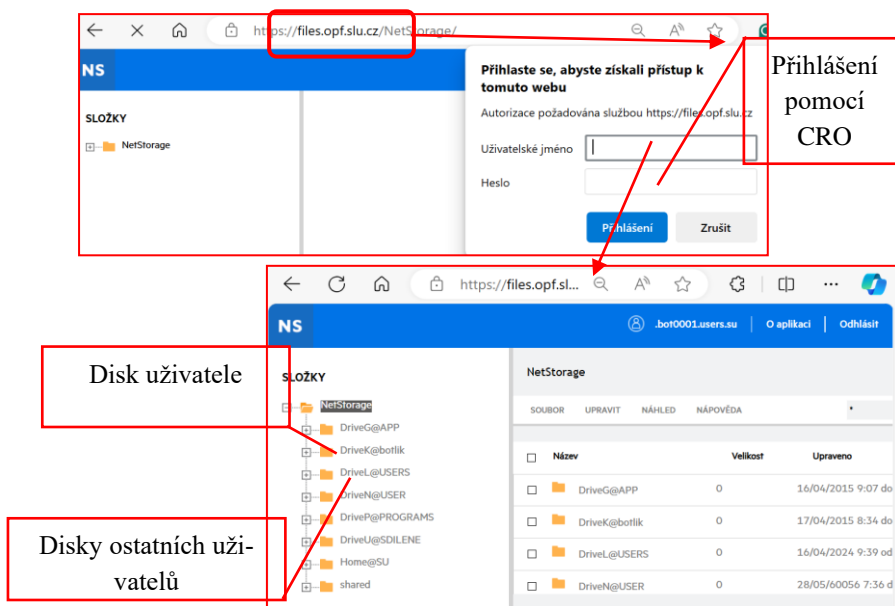 https://files.opf.slu.cz/NetStorage/
NS
SLOŽKY
NetStorage
Přihlaste se, abyste získali přístup k
tomuto webu
Autorizace požadována službou https://files.opf.slu.cz
Uživatelské jméno
Heslo
Přihlášení
Zrušit
Přihlášení
pomocí
CRO
https://files.opf.sl...
NS
.bot0001.users.su
O aplikaci
Odhlásit
Disk uživatele
Disky ostatních uži-
vatelů
SLOŽKY
NetStorage
DriveG@APP
DriveK@botlik
DriveL@USERS
DriveN@USER
DriveP@PROGRAMS
DriveU@SDILENE
Home@SU
shared
NetStorage
SOUBOR UPRAVIT NÁHLED NÁPOVĚDA
Název Velikost Upraveno
DriveG@APP 0 16/04/2015 9:07 do
DriveK@botlik 0 17/04/2015 8:34 do
DriveL@USERS 0 16/04/2024 9:39 od
DriveN@USER 0 28/05/60056 7:36 d